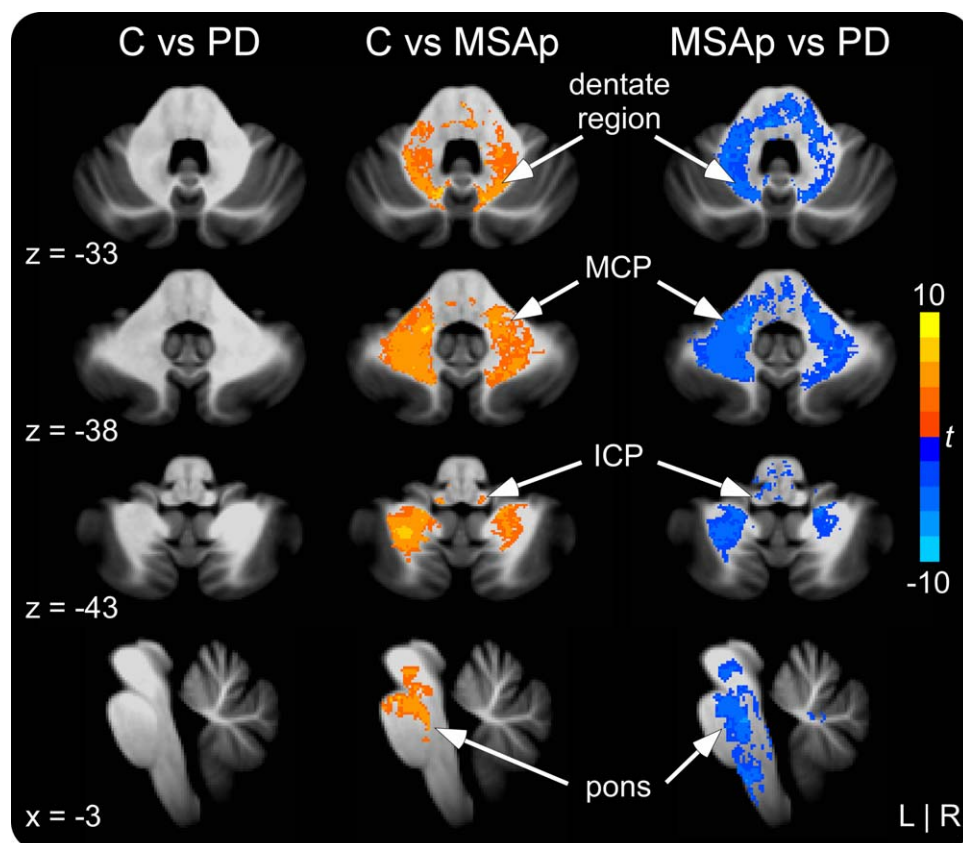 C vs PD
C vs MSAp
MSAp vs PD
dentate
region
z = -33
MCP
10
z = -38
t
ICP
-10
z = -43
pons
x = -3
L | R